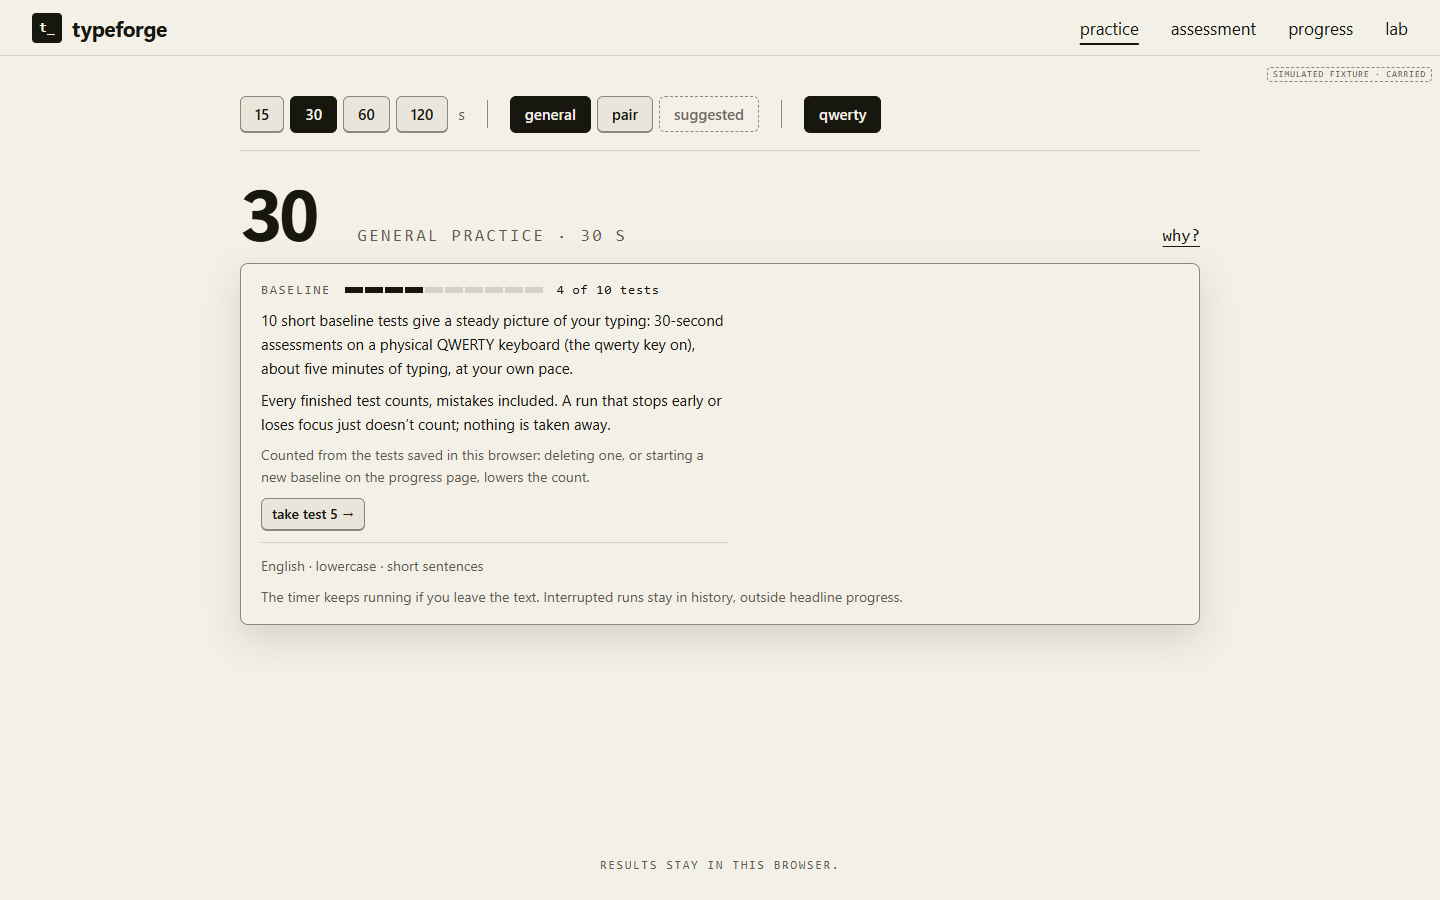 t_ typeforge
practice assessment progress lab
SIMULATED FIXTURE · CARRIED
15 30 60 120 s general pair suggested qwerty
30 GENERAL PRACTICE · 30 S why?
BASELINE 4 of 10 tests
10 short baseline tests give a steady picture of your typing: 30-second
assessments on a physical QWERTY keyboard (the qwerty key on),
about five minutes of typing, at your own pace.
Every finished test counts, mistakes included. A run that stops early or
loses focus just doesn’t count; nothing is taken away.
Counted from the tests saved in this browser: deleting one, or starting a
new baseline on the progress page, lowers the count.
take test 5 →
English · lowercase · short sentences
The timer keeps running if you leave the text. Interrupted runs stay in history, outside headline progress.
RESULTS STAY IN THIS BROWSER.